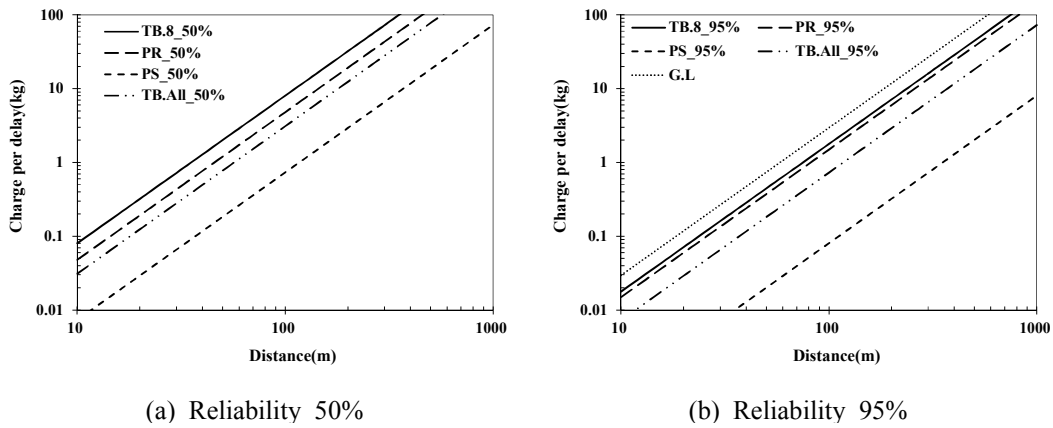 100
10
1
0.1
0.01
Charge per delay(kg)
TB.8_50%
PR_50%
PS_50%
TB.All_50%
10 100 1000
Distance(m)
100
10
1
0.1
0.01
Charge per delay(kg)
TB.8_95% PR_95%
PS_95% TB.All_95%
G.L
10 100 1000
Distance(m)
(a) Reliability 50%
(b) Reliability 95%